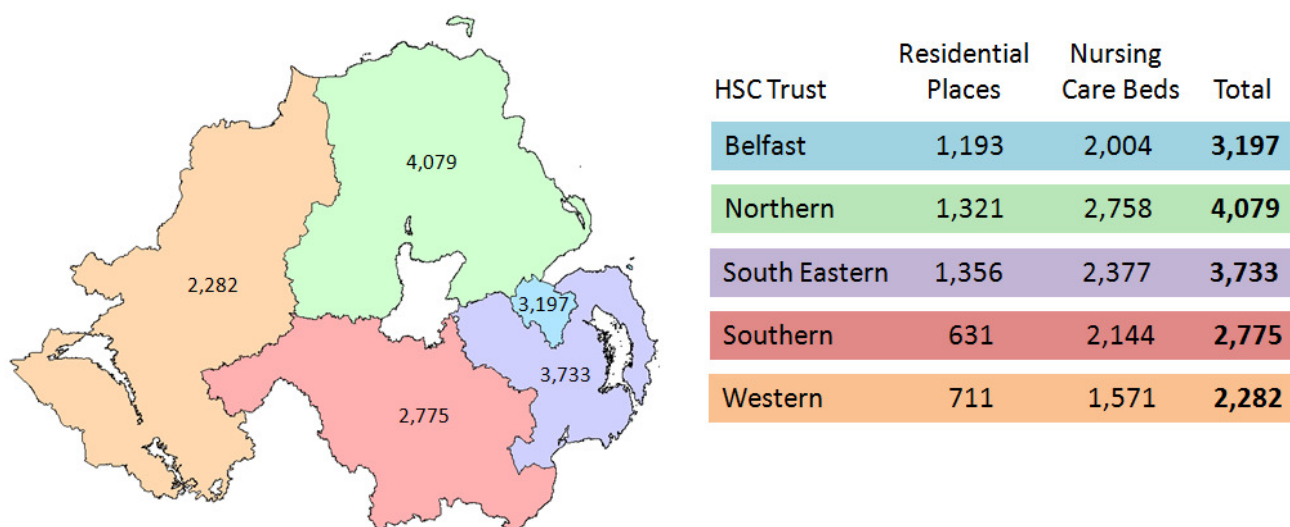 4,079
2,282
3,197
3,733
2,775
Residential Nursing
HSC Trust Places Care Beds Total
Belfast 1,193 2,004 3,197
Northern 1,321 2,758 4,079
South Eastern 1,356 2,377 3,733
Southern 631 2,144 2,775
Western 711 1,571 2,282